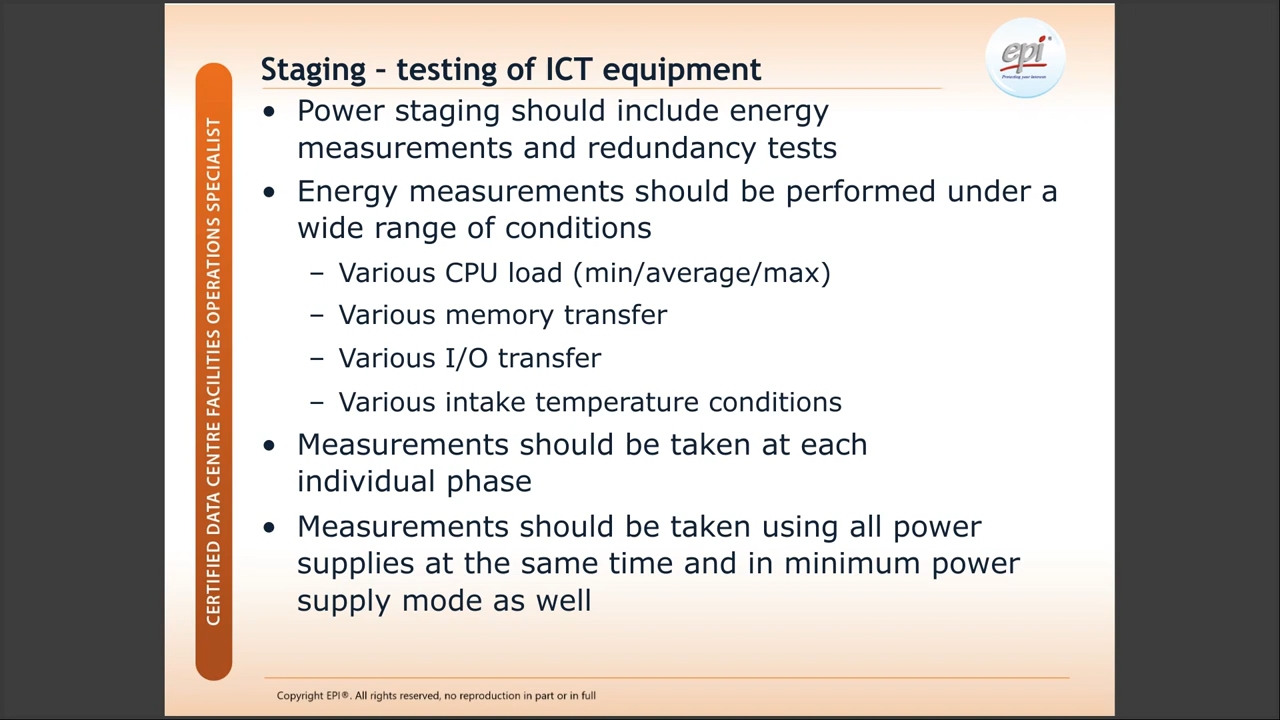 Staging - testing of ICT equipment
epi
Protecting your interest
CERTIFIED DATA CENTRE FACILITIES OPERATIONS SPECIALIST
• Power staging should include energy
measurements and redundancy tests
• Energy measurements should be performed under a
wide range of conditions
– Various CPU load (min/average/max)
– Various memory transfer
– Various I/O transfer
– Various intake temperature conditions
• Measurements should be taken at each
individual phase
• Measurements should be taken using all power
supplies at the same time and in minimum power
supply mode as well
Copyright EPI®. All rights reserved, no reproduction in part or in full